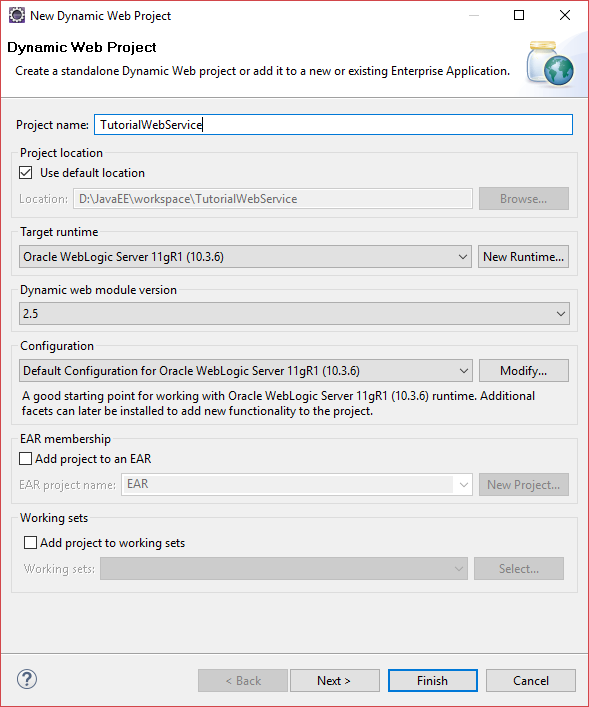 New Dynamic Web Project
Dynamic Web Project
Create a standalone Dynamic Web project or add it to a new or existing Enterprise Application.
Project name: TutorialWebService
Project location
Use default location
Location: D:\JavaEE\workspace\TutorialWebService Browse...
Target runtime
Oracle WebLogic Server 11gR1 (10.3.6) New Runtime...
Dynamic web module version
2.5
Configuration
Default Configuration for Oracle WebLogic Server 11gR1 (10.3.6) Modify...
A good starting point for working with Oracle WebLogic Server 11gR1 (10.3.6) runtime. Additional
facets can later be installed to add new functionality to the project.
EAR membership
Add project to an EAR
EAR project name: EAR New Project...
Working sets
Add project to working sets
Working sets: Select...
? < Back Next > Finish Cancel